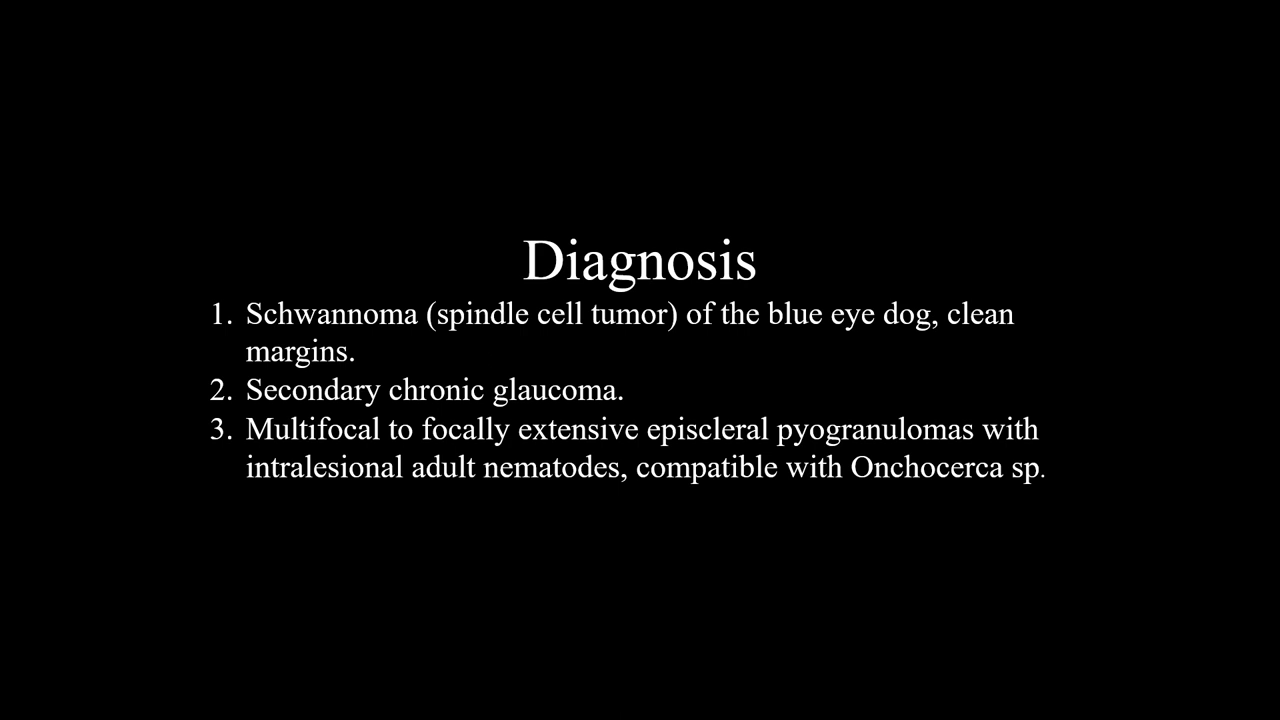 Diagnosis
1. Schwannoma (spindle cell tumor) of the blue eye dog, clean
margins.
2. Secondary chronic glaucoma.
3. Multifocal to focally extensive episcleral pyogranulomas with
intralesional adult nematodes, compatible with Onchocerca sp.